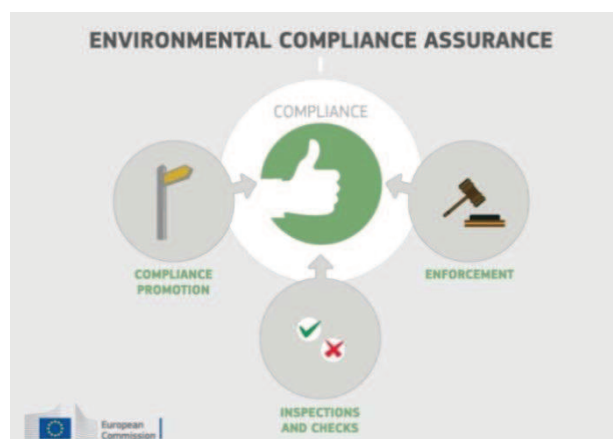 ENVIRONMENTAL COMPLIANCE ASSURANCE
COMPLIANCE
COMPLIANCE
PROMOTION
ENFORCEMENT
INSPECTIONS
AND CHECKS
European
Commission